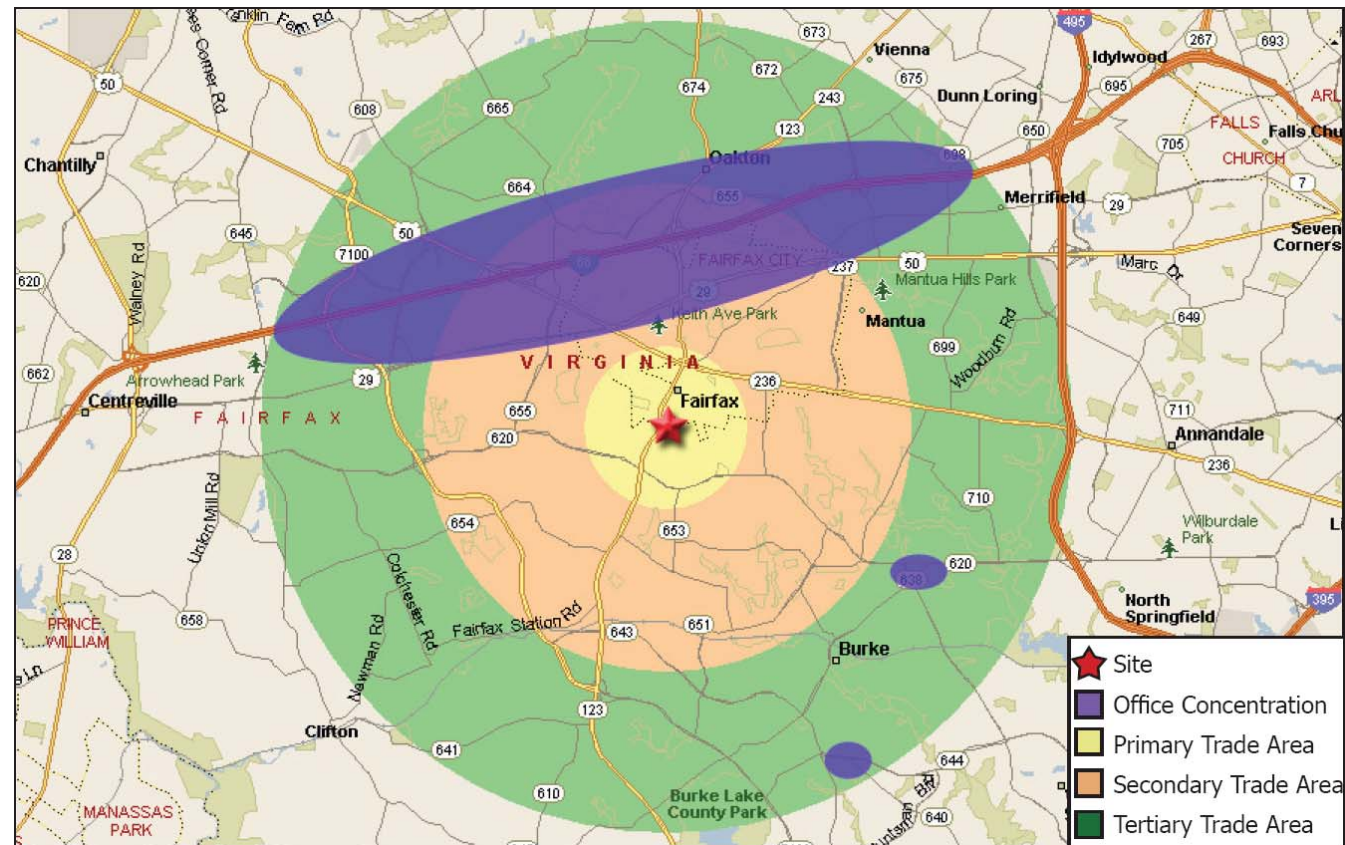 673
495
267
693
Vienna
Idylwood
50
672
675
695
674
Dunn Loring
608
665
243
ARL
123
650
FALLS
Falls Chu
Chantilly
Oakton
698
705
CHURCH
664
655
7
Merrifield
29
Walney Rd
645
50
Seven
Corners
7100
FAIRFAX CITY
237
50
Marc Dr
620
66
Mantua Hills Park
29
Keith Ave Park
Mantua
649
699
Woodburn Rd
VIRGINIA
662
Arrowhead Park
29
236
Centreville
655
Fairfax
711
FAIRFAX
620
Annandale
236
Union Mill Rd
710
654
653
Wilburdale
Park
28
Colchester Rd
638
620
North
Springfield
395
PRINCE
WILLIAM
658
Newman Rd
Fairfax Station Rd
643
651
Burke
Site
Office Concentration
Primary Trade Area
Secondary Trade Area
Tertiary Trade Area
123
Clifton
641
644
610
Burke Lake
County Park
640
MANASSAS
PARK